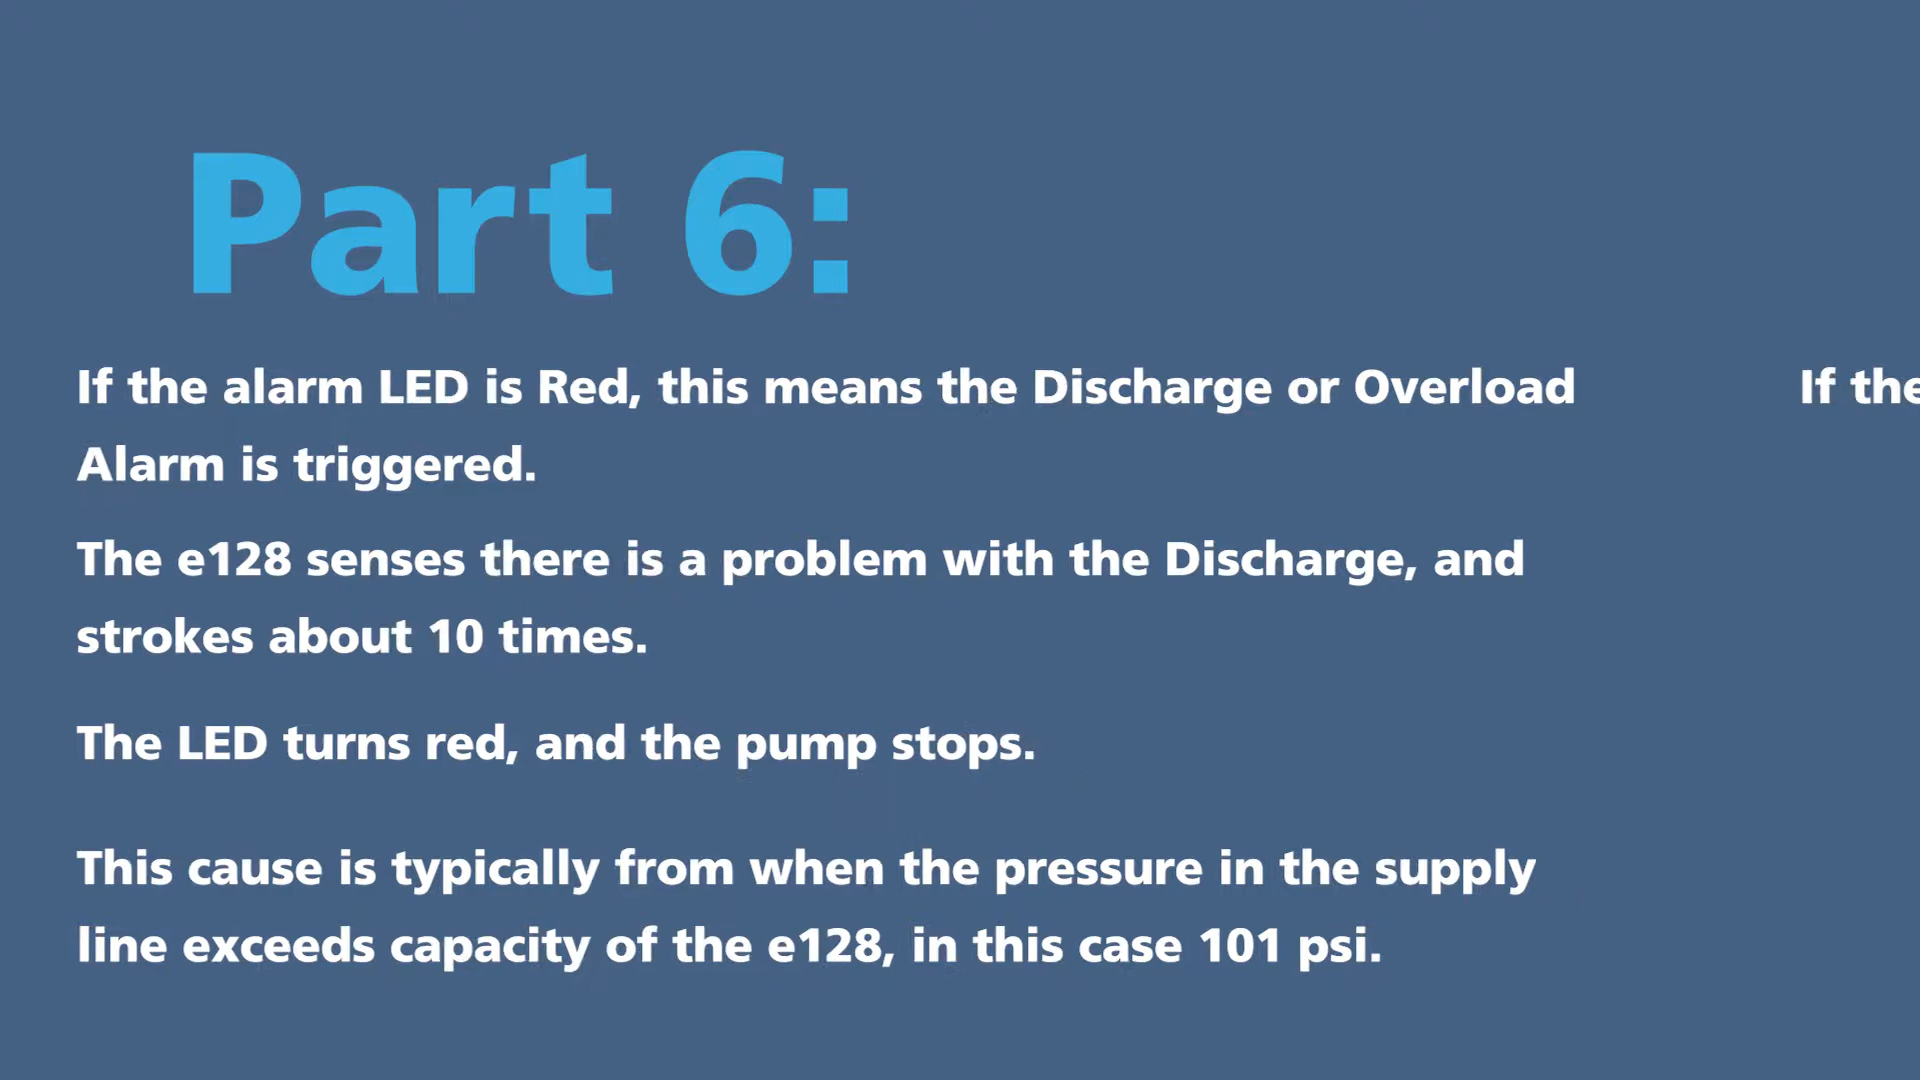 Part 6:
If the alarm LED is Red, this means the Discharge or Overload
Alarm is triggered.
The e128 senses there is a problem with the Discharge, and
strokes about 10 times.
The LED turns red, and the pump stops.
This cause is typically from when the pressure in the supply
line exceeds capacity of the e128, in this case 101 psi.
If the